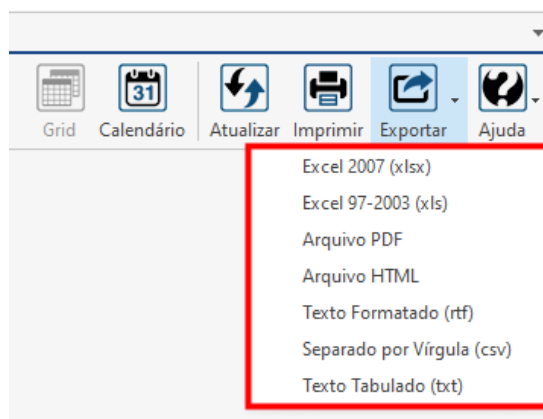 31
Grid Calendário Atualizar Imprimir Exportar Ajuda
Excel 2007 (xlsx)
Excel 97-2003 (xls)
Arquivo PDF
Arquivo HTML
Texto Formatado (rtf)
Separado por Vírgula (csv)
Texto Tabulado (txt)